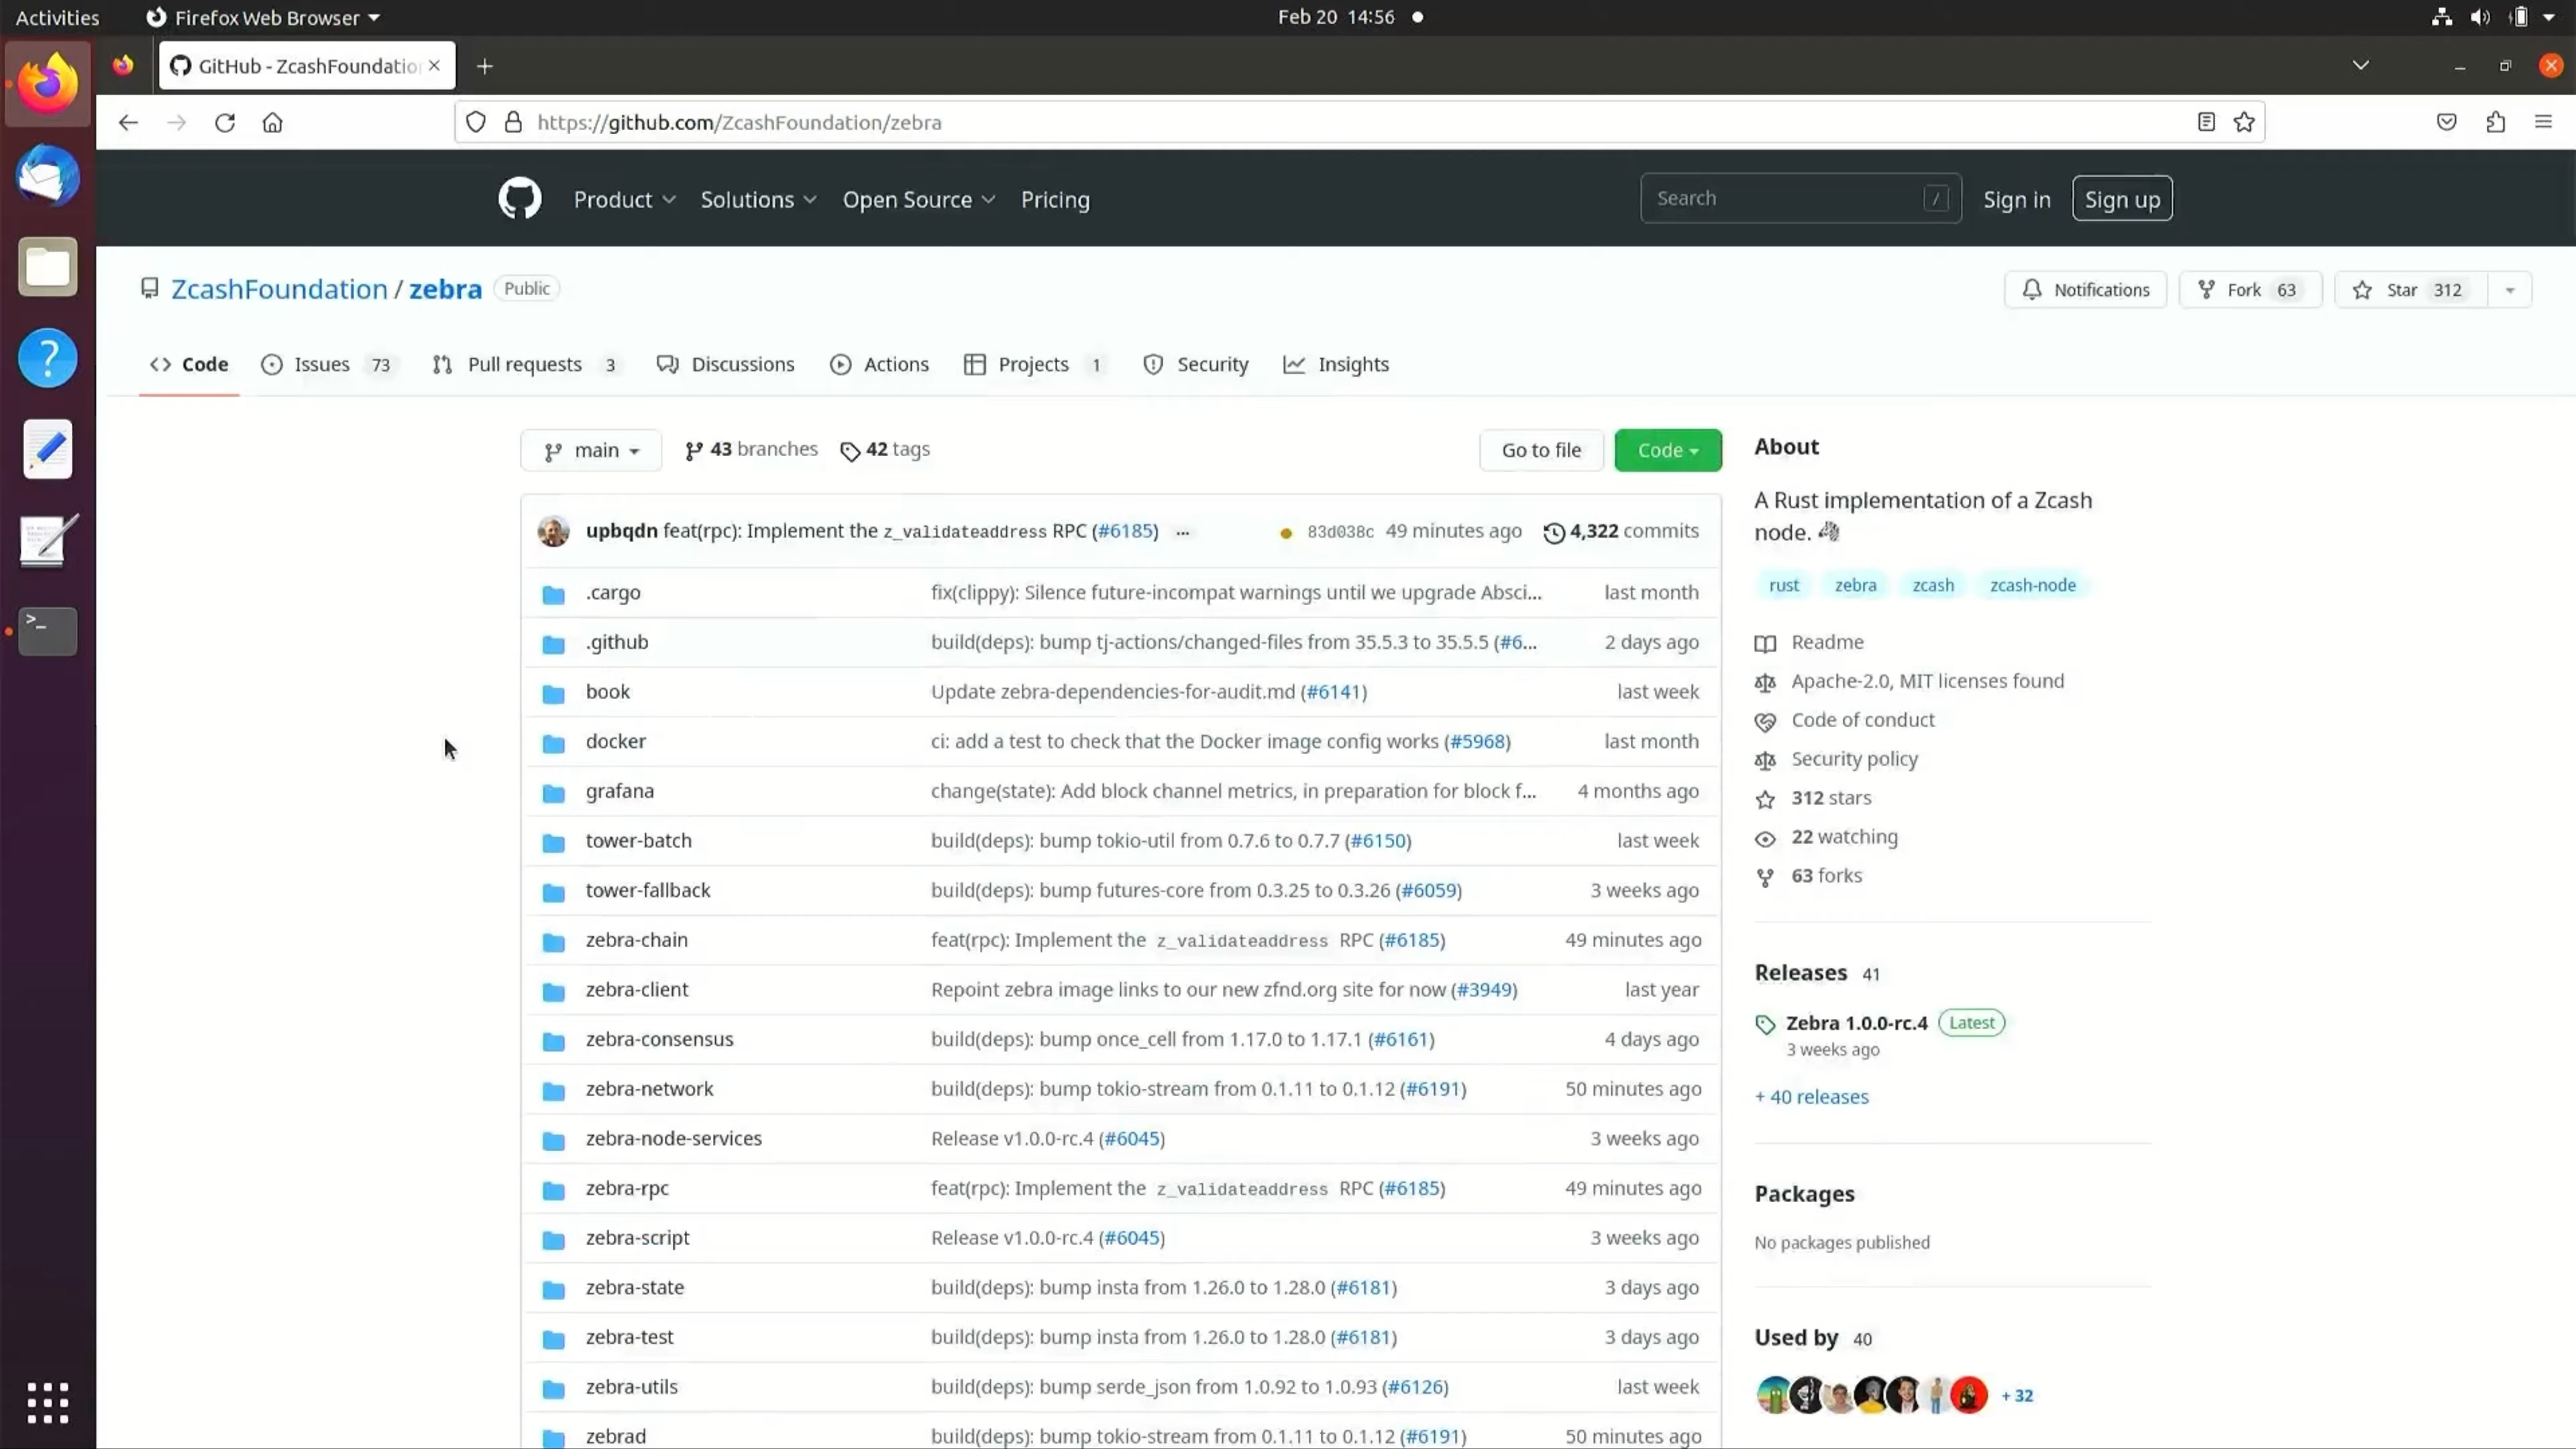 Activities Firefox Web Browser Feb 20 14:56
GitHub - ZcashFoundatio
https://github.com/ZcashFoundation/zebra
Product Solutions Open Source Pricing Search / Sign in Sign up
ZcashFoundation / zebra Public Notifications Fork 63 Star 312
Code Issues 73 Pull requests 3 Discussions Actions Projects 1 Security Insights
main 43 branches 42 tags Go to file Code
upbqdn feat(rpc): Implement the z_validateaddress RPC (#6185) ... 83d038c 49 minutes ago 4,322 commits
.cargo fix(clippy): Silence future-incompat warnings until we upgrade Absci... last month
.github build(deps): bump tj-actions/changed-files from 35.5.3 to 35.5.5 (#6... 2 days ago
book Update zebra-dependencies-for-audit.md (#6141) last week
docker ci: add a test to check that the Docker image config works (#5968) last month
grafana change(state): Add block channel metrics, in preparation for block f... 4 months ago
tower-batch build(deps): bump tokio-util from 0.7.6 to 0.7.7 (#6150) last week
tower-fallback build(deps): bump futures-core from 0.3.25 to 0.3.26 (#6059) 3 weeks ago
zebra-chain feat(rpc): Implement the z_validateaddress RPC (#6185) 49 minutes ago
zebra-client Repoint zebra image links to our new zfnd.org site for now (#3949) last year
zebra-consensus build(deps): bump once_cell from 1.17.0 to 1.17.1 (#6161) 4 days ago
zebra-network build(deps): bump tokio-stream from 0.1.11 to 0.1.12 (#6191) 50 minutes ago
zebra-node-services Release v1.0.0-rc.4 (#6045) 3 weeks ago
zebra-rpc feat(rpc): Implement the z_validateaddress RPC (#6185) 49 minutes ago
zebra-script Release v1.0.0-rc.4 (#6045) 3 weeks ago
zebra-state build(deps): bump insta from 1.26.0 to 1.28.0 (#6181) 3 days ago
zebra-test build(deps): bump insta from 1.26.0 to 1.28.0 (#6181) 3 days ago
zebra-utils build(deps): bump serde_json from 1.0.92 to 1.0.93 (#6126) last week
zebrad build(deps): bump tokio-stream from 0.1.11 to 0.1.12 (#6191) 50 minutes ago
About
A Rust implementation of a Zcash
node. 🦓
rust zebra zcash zcash-node
Readme
Apache-2.0, MIT licenses found
Code of conduct
Security policy
312 stars
22 watching
63 forks
Releases 41
Zebra 1.0.0-rc.4 Latest
3 weeks ago
+ 40 releases
Packages
No packages published
Used by 40
+ 32